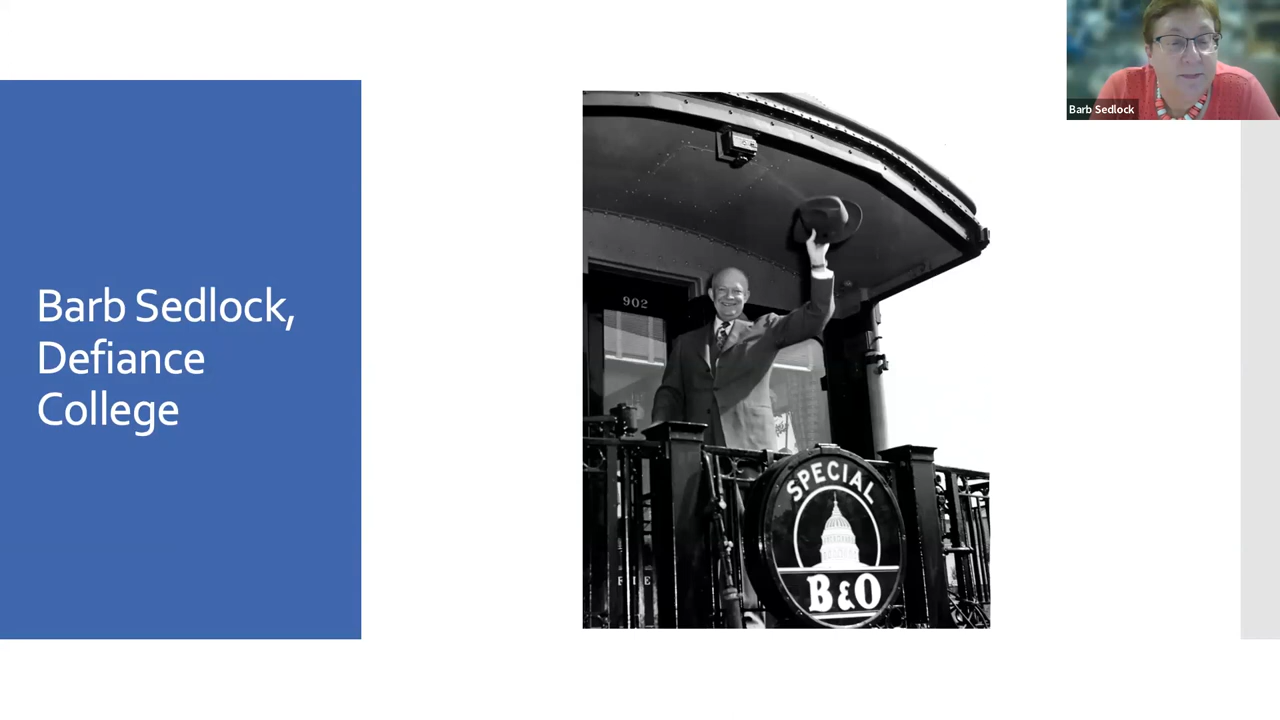 Barb Sedlock,
Defiance
College
902
SPECIAL
B&O
Barb Sedlock